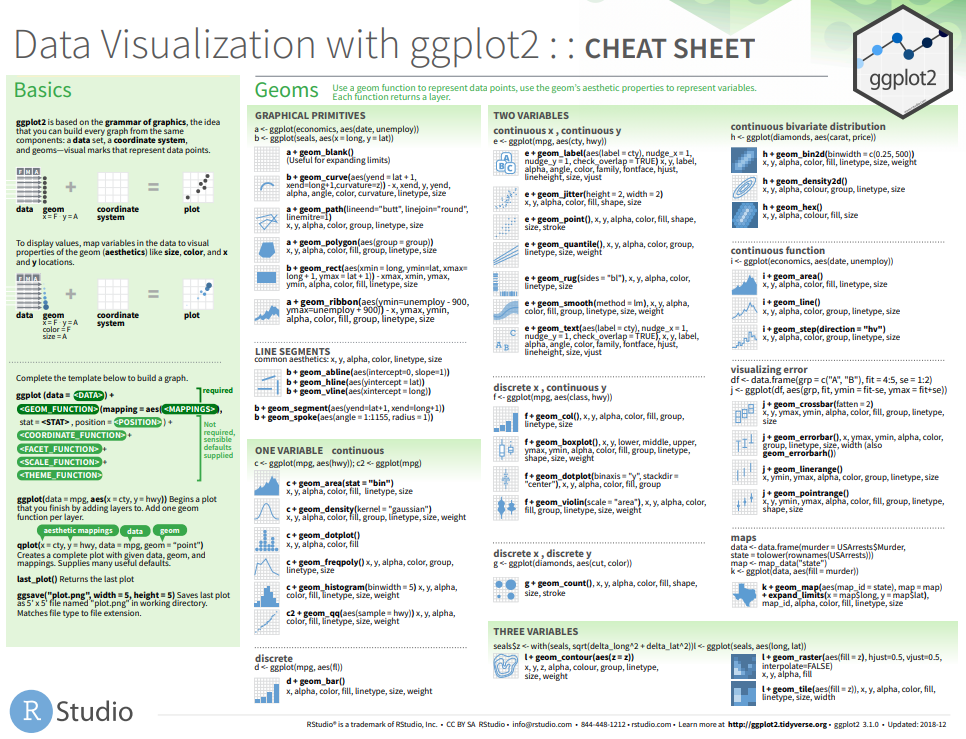 Data Visualization with ggplot2 : : CHEAT SHEET
ggplot2
Basics
ggplot2 is based on the grammar of graphics, the idea
that you can build every graph from the same
components: a data set, a coordinate system,
and geoms—visual marks that represent data points.
F M A
+
=
data
geom
x = F · y = A
coordinate
system
plot
To display values, map variables in the data to visual
properties of the geom (aesthetics) like size, color, and x
and y locations.
F M A
+
=
data
geom
x = F · y = A
color = F
size = A
coordinate
system
plot
Complete the template below to build a graph.
required
ggplot (data = <DATA>) +
<GEOM_FUNCTION>(mapping = aes(<MAPPINGS>),
stat = <STAT> , position = <POSITION>) +
<COORDINATE_FUNCTION> +
<FACET_FUNCTION> +
<SCALE_FUNCTION> +
<THEME_FUNCTION>
Not
required,
sensible
defaults
supplied
ggplot(data = mpg, aes(x = cty, y = hwy)) Begins a plot
that you finish by adding layers to. Add one geom
function per layer.
aesthetic mappings
data
geom
qplot(x = cty, y = hwy, data = mpg, geom = "point")
Creates a complete plot with given data, geom, and
mappings. Supplies many useful defaults.
last_plot() Returns the last plot
ggsave("plot.png", width = 5, height = 5) Saves last plot
as 5' x 5' file named "plot.png" in working directory.
Matches file type to file extension.
Geoms
Use a geom function to represent data points, use the geom's aesthetic properties to represent variables.
Each function returns a layer.
GRAPHICAL PRIMITIVES
a <- ggplot(economics, aes(date, unemploy))
b <- ggplot(seals, aes(x = long, y = lat))
a + geom_blank()
(Useful for expanding limits)
b + geom_curve(aes(yend = lat + 1,
xend=long+1,curvature=z)) - x, xend, y, yend,
alpha, angle, color, curvature, linetype, size
a + geom_path(lineend="butt", linejoin="round",
linemitre=1)
x, y, alpha, color, group, linetype, size
a + geom_polygon(aes(group = group))
x, y, alpha, color, fill, group, linetype, size
b + geom_rect(aes(xmin = long, ymin=lat, xmax=
long + 1, ymax = lat + 1)) - xmax, xmin, ymax,
ymin, alpha, color, fill, linetype, size
a + geom_ribbon(aes(ymin=unemploy - 900,
ymax=unemploy + 900)) - x, ymax, ymin,
alpha, color, fill, group, linetype, size
LINE SEGMENTS
common aesthetics: x, y, alpha, color, linetype, size
b + geom_abline(aes(intercept=0, slope=1))
b + geom_hline(aes(yintercept = lat))
b + geom_vline(aes(xintercept = long))
b + geom_segment(aes(yend=lat+1, xend=long+1))
b + geom_spoke(aes(angle = 1:1155, radius = 1))
ONE VARIABLE continuous
c <- ggplot(mpg, aes(hwy)); c2 <- ggplot(mpg)
c + geom_area(stat = "bin")
x, y, alpha, color, fill, linetype, size
c + geom_density(kernel = "gaussian")
x, y, alpha, color, fill, group, linetype, size, weight
c + geom_dotplot()
x, y, alpha, color, fill
c + geom_freqpoly() x, y, alpha, color, group,
linetype, size
c + geom_histogram(binwidth = 5) x, y, alpha,
color, fill, linetype, size, weight
c2 + geom_qq(aes(sample = hwy)) x, y, alpha,
color, fill, linetype, size, weight
discrete
d <- ggplot(mpg, aes(fl))
d + geom_bar()
x, alpha, color, fill, linetype, size, weight
TWO VARIABLES
continuous x , continuous y
e <- ggplot(mpg, aes(cty, hwy))
e + geom_label(aes(label = cty), nudge_x = 1,
nudge_y = 1, check_overlap = TRUE) x, y, label,
alpha, angle, color, family, fontface, hjust,
lineheight, size, vjust
e + geom_jitter(height = 2, width = 2)
x, y, alpha, color, fill, shape, size
e + geom_point(), x, y, alpha, color, fill, shape,
size, stroke
e + geom_quantile(), x, y, alpha, color, group,
linetype, size, weight
e + geom_rug(sides = "bl"), x, y, alpha, color,
linetype, size
e + geom_smooth(method = lm), x, y, alpha,
color, fill, group, linetype, size, weight
e + geom_text(aes(label = cty), nudge_x = 1,
nudge_y = 1, check_overlap = TRUE), x, y, label,
alpha, angle, color, family, fontface, hjust,
lineheight, size, vjust
discrete x , continuous y
f <- ggplot(mpg, aes(class, hwy))
f + geom_col(), x, y, alpha, color, fill, group,
linetype, size
f + geom_boxplot(), x, y, lower, middle, upper,
ymax, ymin, alpha, color, fill, group, linetype,
shape, size, weight
f + geom_dotplot(binaxis = "y", stackdir =
"center"), x, y, alpha, color, fill, group
f + geom_violin(scale = "area"), x, y, alpha, color,
fill, group, linetype, size, weight
discrete x , discrete y
g <- ggplot(diamonds, aes(cut, color))
g + geom_count(), x, y, alpha, color, fill, shape,
size, stroke
continuous bivariate distribution
h <- ggplot(diamonds, aes(carat, price))
h + geom_bin2d(binwidth = c(0.25, 500))
x, y, alpha, color, fill, linetype, size, weight
h + geom_density2d()
x, y, alpha, colour, group, linetype, size
h + geom_hex()
x, y, alpha, colour, fill, size
continuous function
i <- ggplot(economics, aes(date, unemploy))
i + geom_area()
x, y, alpha, color, fill, linetype, size
i + geom_line()
x, y, alpha, color, group, linetype, size
i + geom_step(direction = "hv")
x, y, alpha, color, group, linetype, size
visualizing error
df <- data.frame(grp = c("A", "B"), fit = 4:5, se = 1:2)
j <- ggplot(df, aes(grp, fit, ymin = fit-se, ymax = fit+se))
j + geom_crossbar(fatten = 2)
x, y, ymax, ymin, alpha, color, fill, group, linetype,
size
j + geom_errorbar(), x, ymax, ymin, alpha, color,
group, linetype, size, width (also
geom_errorbarh())
j + geom_linerange()
x, ymin, ymax, alpha, color, group, linetype, size
j + geom_pointrange()
x, y, ymin, ymax, alpha, color, fill, group, linetype,
shape, size
maps
data <- data.frame(murder = USArrests$Murder,
state = tolower(rownames(USArrests)))
map <- map_data("state")
k <- ggplot(data, aes(fill = murder))
k + geom_map(aes(map_id = state), map = map)
+ expand_limits(x = map$long, y = map$lat),
map_id, alpha, color, fill, linetype, size
THREE VARIABLES
seals$z <- with(seals, sqrt(delta_long^2 + delta_lat^2))l <- ggplot(seals, aes(long, lat))
l + geom_contour(aes(z = z))
x, y, z, alpha, colour, group, linetype,
size, weight
l + geom_raster(aes(fill = z), hjust=0.5, vjust=0.5,
interpolate=FALSE)
x, y, alpha, fill
l + geom_tile(aes(fill = z)), x, y, alpha, color, fill,
linetype, size, width
R Studio
RStudio® is a trademark of RStudio, Inc. • CC BY SA RStudio • info@rstudio.com • 844-448-1212 • rstudio.com • Learn more at http://ggplot2.tidyverse.org • ggplot2 3.1.0 • Updated: 2018-12